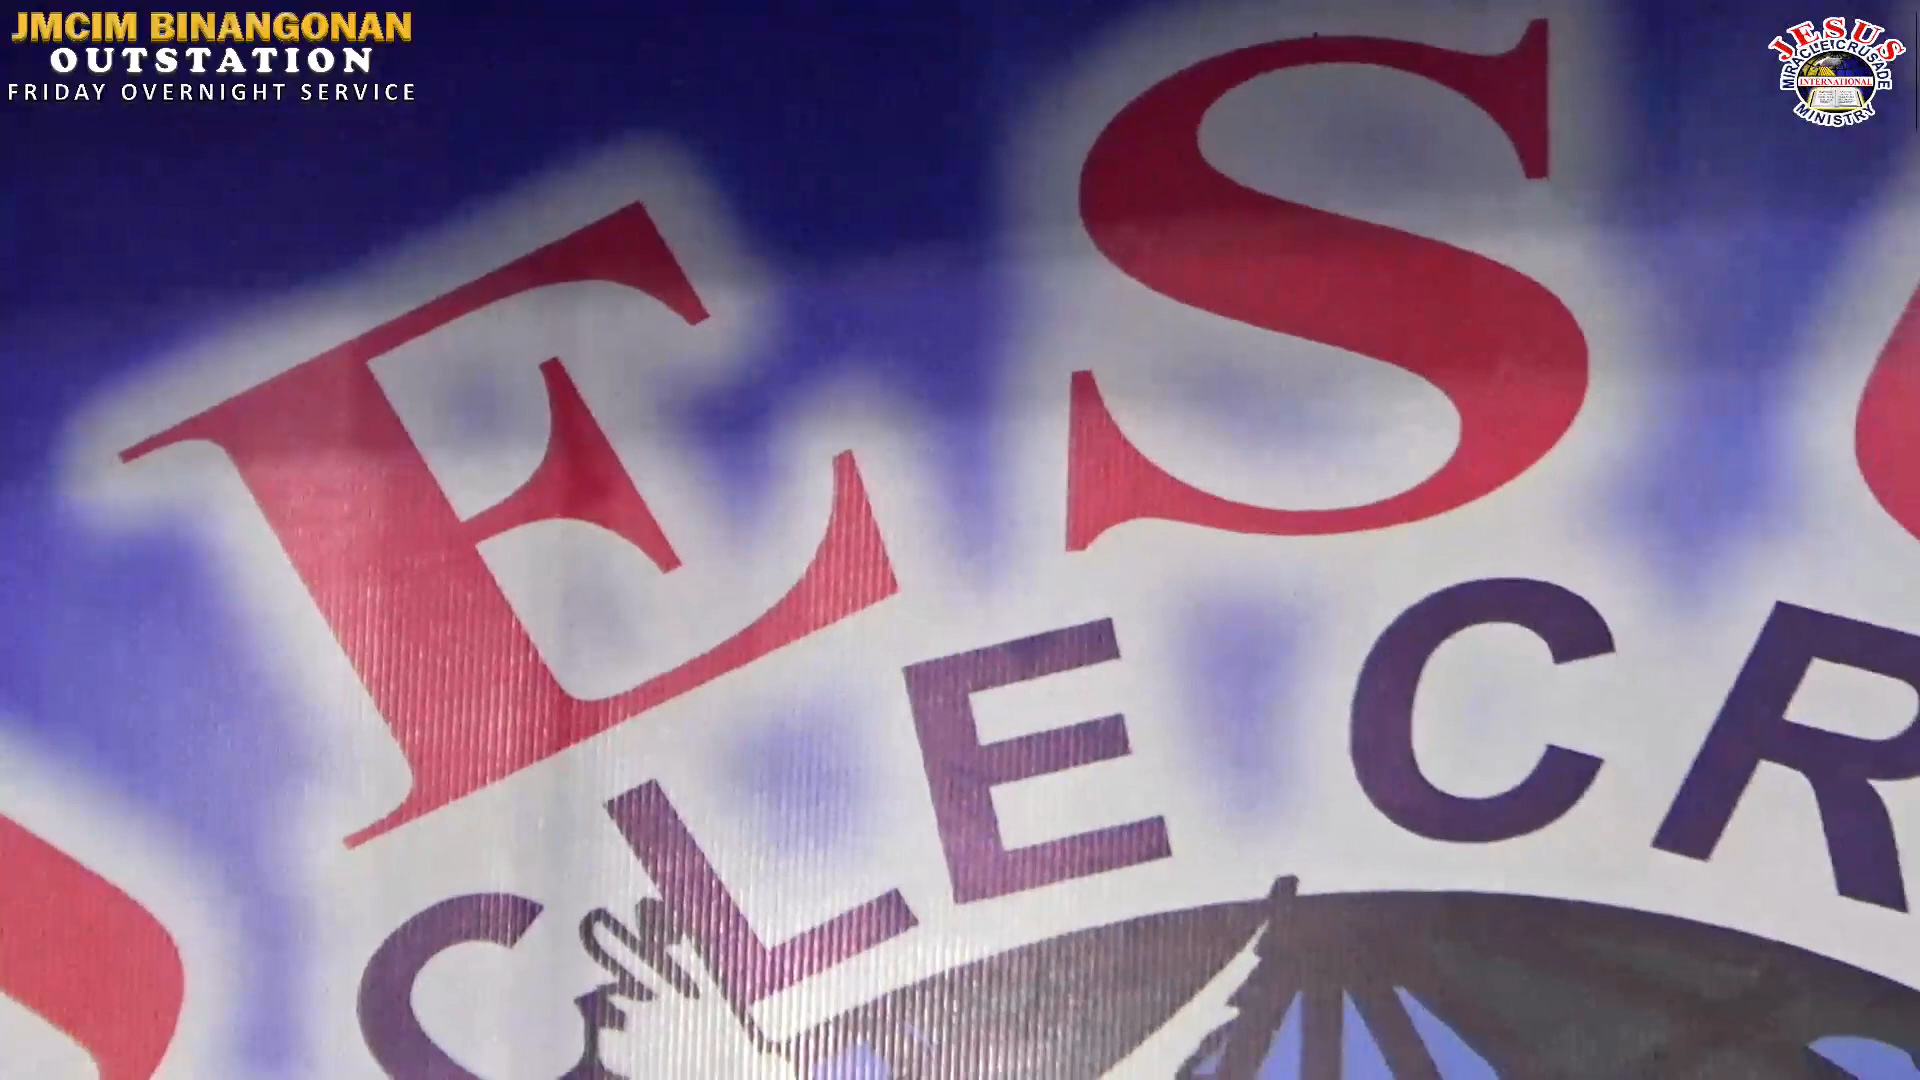 JMCIM BINANGONAN
OUTSTATION
FRIDAY OVERNIGHT SERVICE
JESUS
MIRACLE CRUSADE
INTERNATIONAL
MINISTRY
ES
CLE CR